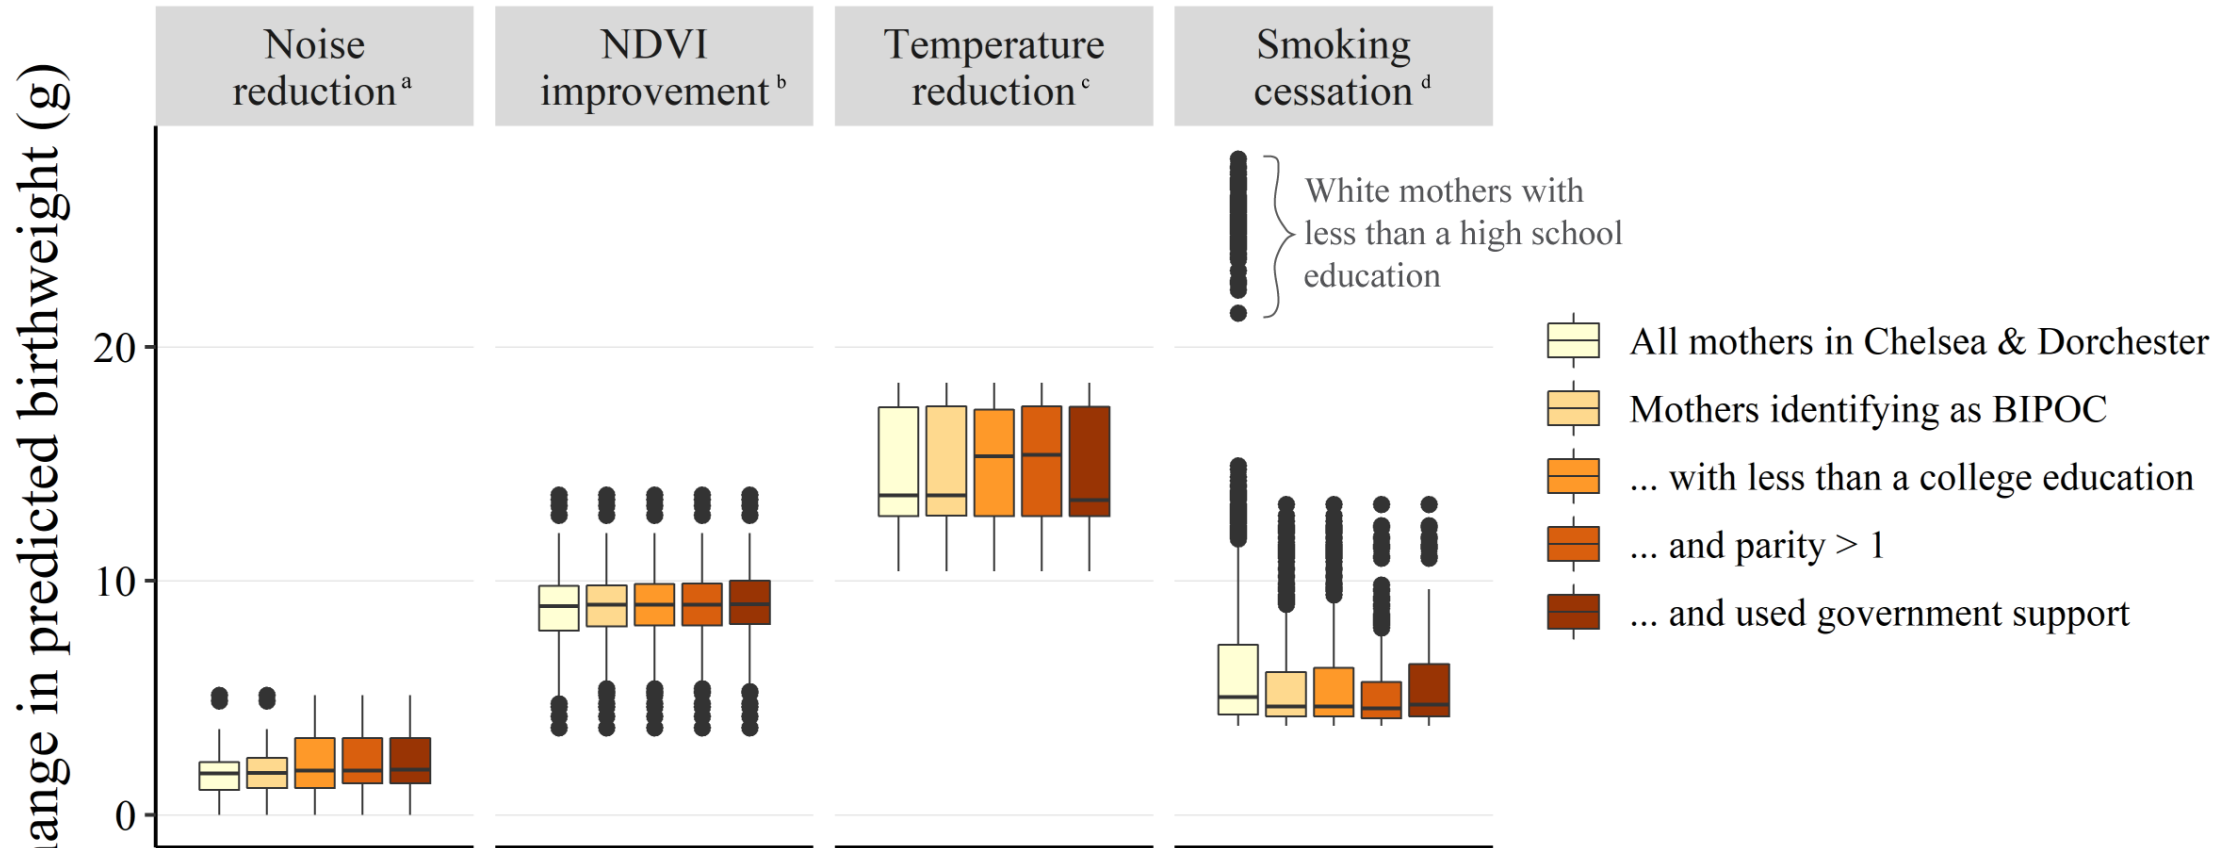 Noise
reduction a
NDVI
improvement b
Temperature
reduction c
Smoking
cessation d
in predicted birthweight (g)
20
10
0
White mothers with
less than a high school
education
All mothers in Chelsea & Dorchester
Mothers identifying as BIPOC
... with less than a college education
... and parity > 1
... and used government support